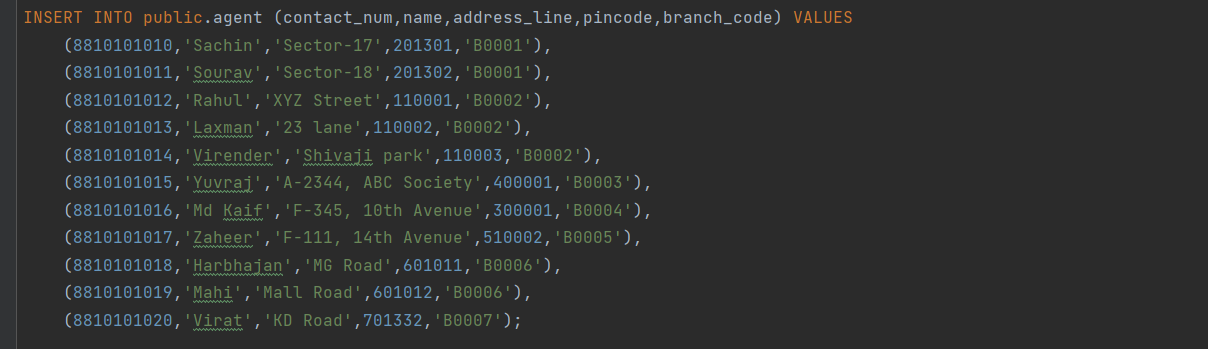 INSERT INTO public.agent (contact_num,name,address_line,pincode,branch_code) VALUES
(8810101010,'Sachin','Sector-17',201301,'B0001'),
(8810101011,'Sourav','Sector-18',201302,'B0001'),
(8810101012,'Rahul','XYZ Street',110001,'B0002'),
(8810101013,'Laxman','23 lane',110002,'B0002'),
(8810101014,'Virender','Shivaji park',110003,'B0002'),
(8810101015,'Yuvraj','A-2344, ABC Society',400001,'B0003'),
(8810101016,'Md Kaif','F-345, 10th Avenue',300001,'B0004'),
(8810101017,'Zaheer','F-111, 14th Avenue',510002,'B0005'),
(8810101018,'Harbhajan','MG Road',601011,'B0006'),
(8810101019,'Mahi','Mall Road',601012,'B0006'),
(8810101020,'Virat','KD Road',701332,'B0007');